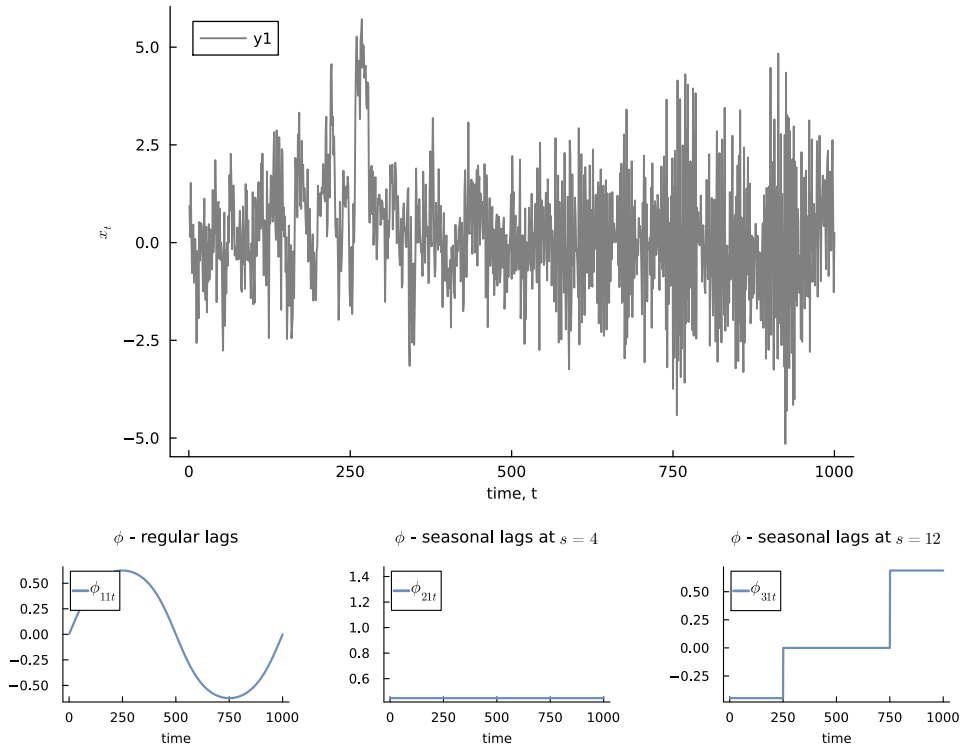 y1
5.0
2.5
0.0
−2.5
−5.0
x_t
0 250 500 750 1000
time, t
ϕ - regular lags
0.50
0.25
0.00
−0.25
−0.50
ϕ₁₁ₜ
0 250 500 750 1000
time
ϕ - seasonal lags at s = 4
1.4
1.2
1.0
0.8
0.6
ϕ₂₁ₜ
0 250 500 750 1000
time
ϕ - seasonal lags at s = 12
0.50
0.25
0.00
−0.25
ϕ₃₁ₜ
0 250 500 750 1000
time